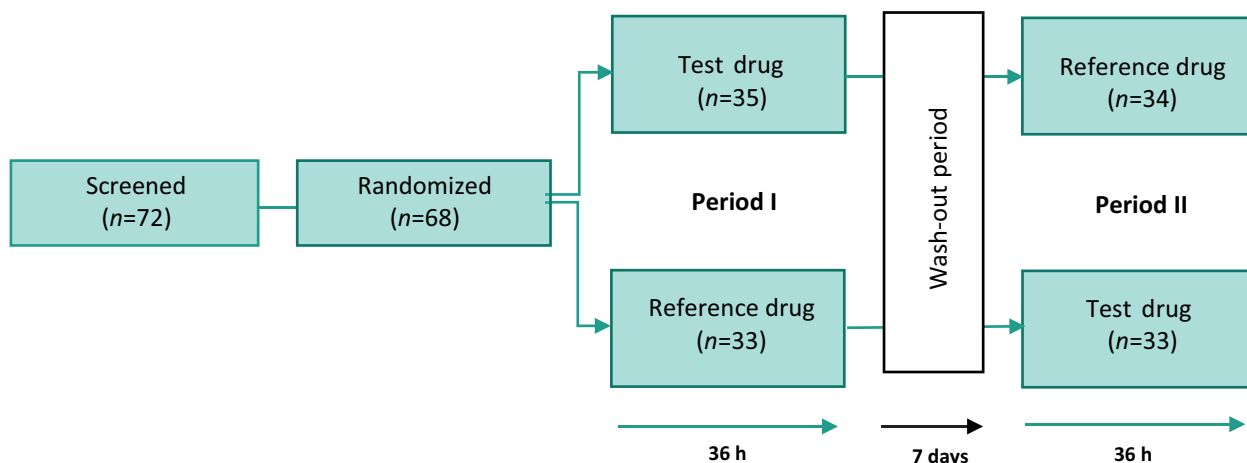 Screened
(n=72)
Randomized
(n=68)
Test drug
(n=35)
Reference drug
(n=33)
Period I
Wash-out period
Reference drug
(n=34)
Test drug
(n=33)
Period II
36 h
7 days
36 h